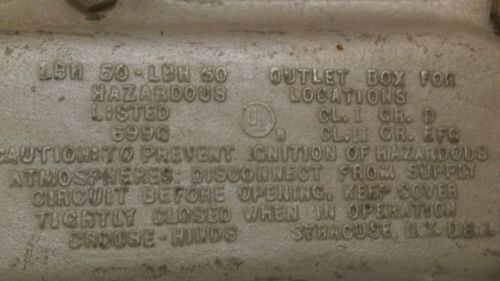 LBH 50-LBH 60 OUTLET BOX FOR
HAZARDOUS LOCATIONS
LISTED UL CL. I GR. D
699G R CL. II GR. EFG
CAUTION: TO PREVENT IGNITION OF HAZARDOUS
ATMOSPHERES: DISCONNECT FROM SUPPLY
CIRCUIT BEFORE OPENING. KEEP COVER
TIGHTLY CLOSED WHEN IN OPERATION
CROUSE-HINDS SYRACUSE, N.Y. U.S.A.